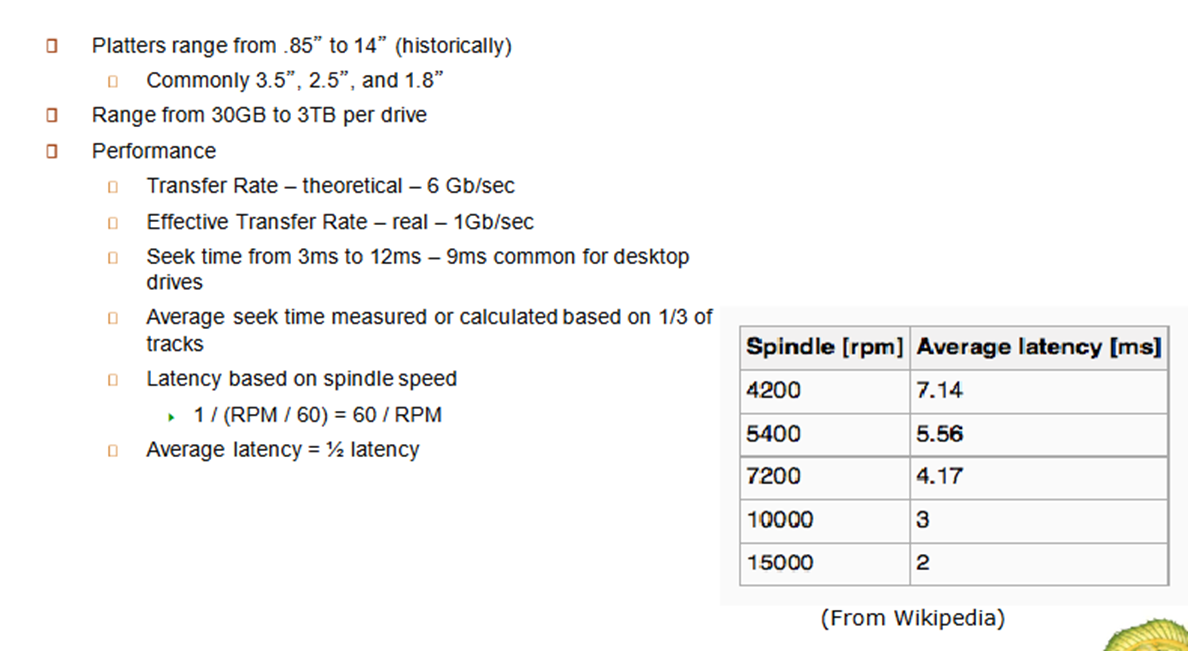 Platters range from .85” to 14” (historically)
Commonly 3.5”, 2.5”, and 1.8”
Range from 30GB to 3TB per drive
Performance
Transfer Rate – theoretical – 6 Gb/sec
Effective Transfer Rate – real – 1Gb/sec
Seek time from 3ms to 12ms – 9ms common for desktop
drives
Average seek time measured or calculated based on 1/3 of
tracks
Latency based on spindle speed
1 / (RPM / 60) = 60 / RPM
Average latency = ½ latency
Spindle [rpm] Average latency [ms]
4200 7.14
5400 5.56
7200 4.17
10000 3
15000 2
(From Wikipedia)